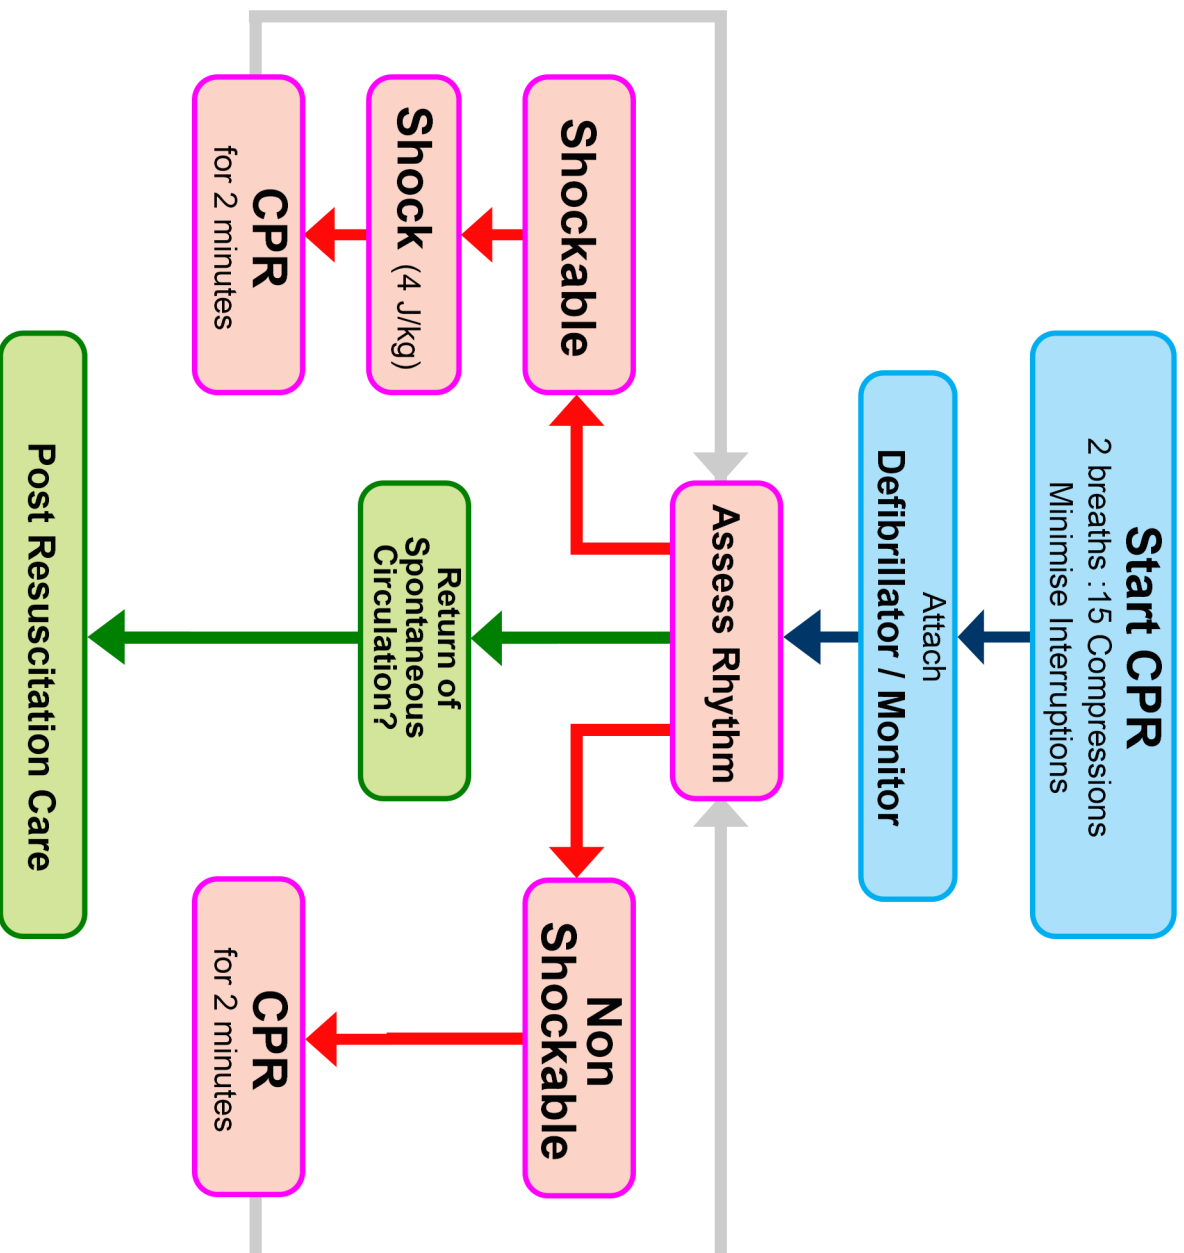 Start CPR
2 breaths :15 Compressions
Minimise Interruptions
Attach
Defibrillator / Monitor
Assess Rhythm
Shockable
Shock (4 J/kg)
CPR
for 2 minutes
Return of
Spontaneous
Circulation?
Non
Shockable
CPR
for 2 minutes
Post Resuscitation Care